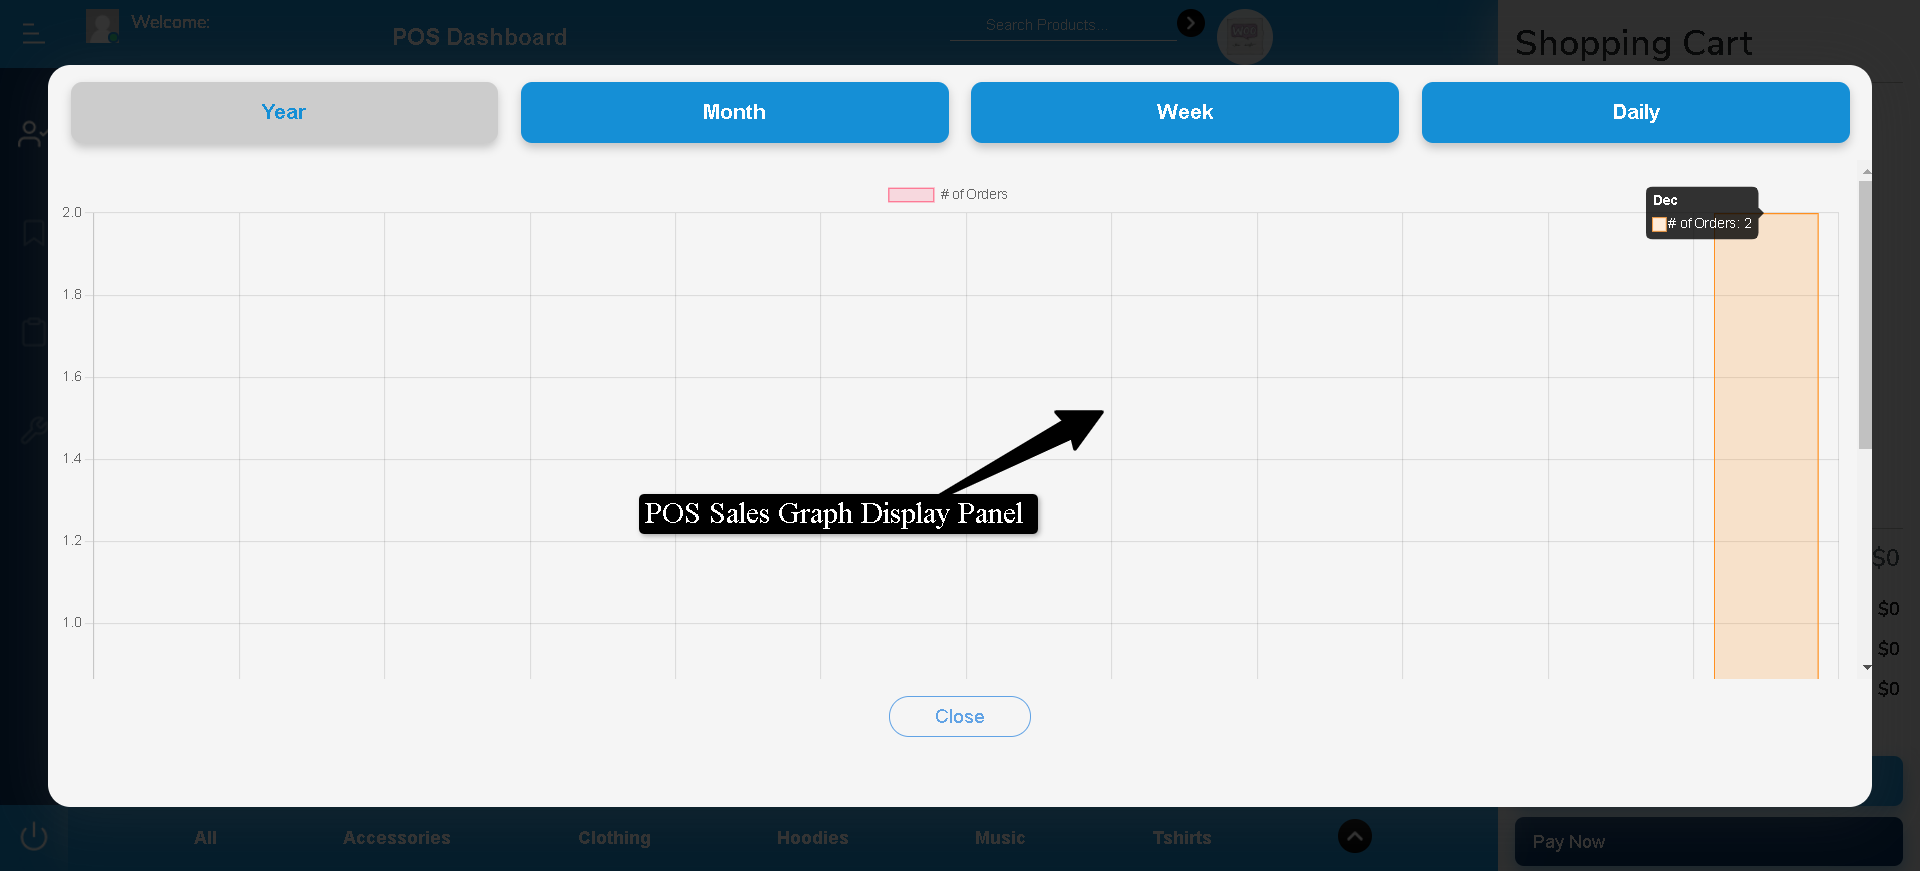 Welcome:
POS Dashboard
Search Products...
Shopping Cart
Year
Month
Week
Daily
# of Orders
Dec
# of Orders: 2
2.0
1.8
1.6
1.4
1.2
1.0
POS Sales Graph Display Panel
$0
$0
$0
$0
Close
All
Accessories
Clothing
Hoodies
Music
Tshirts
Pay Now